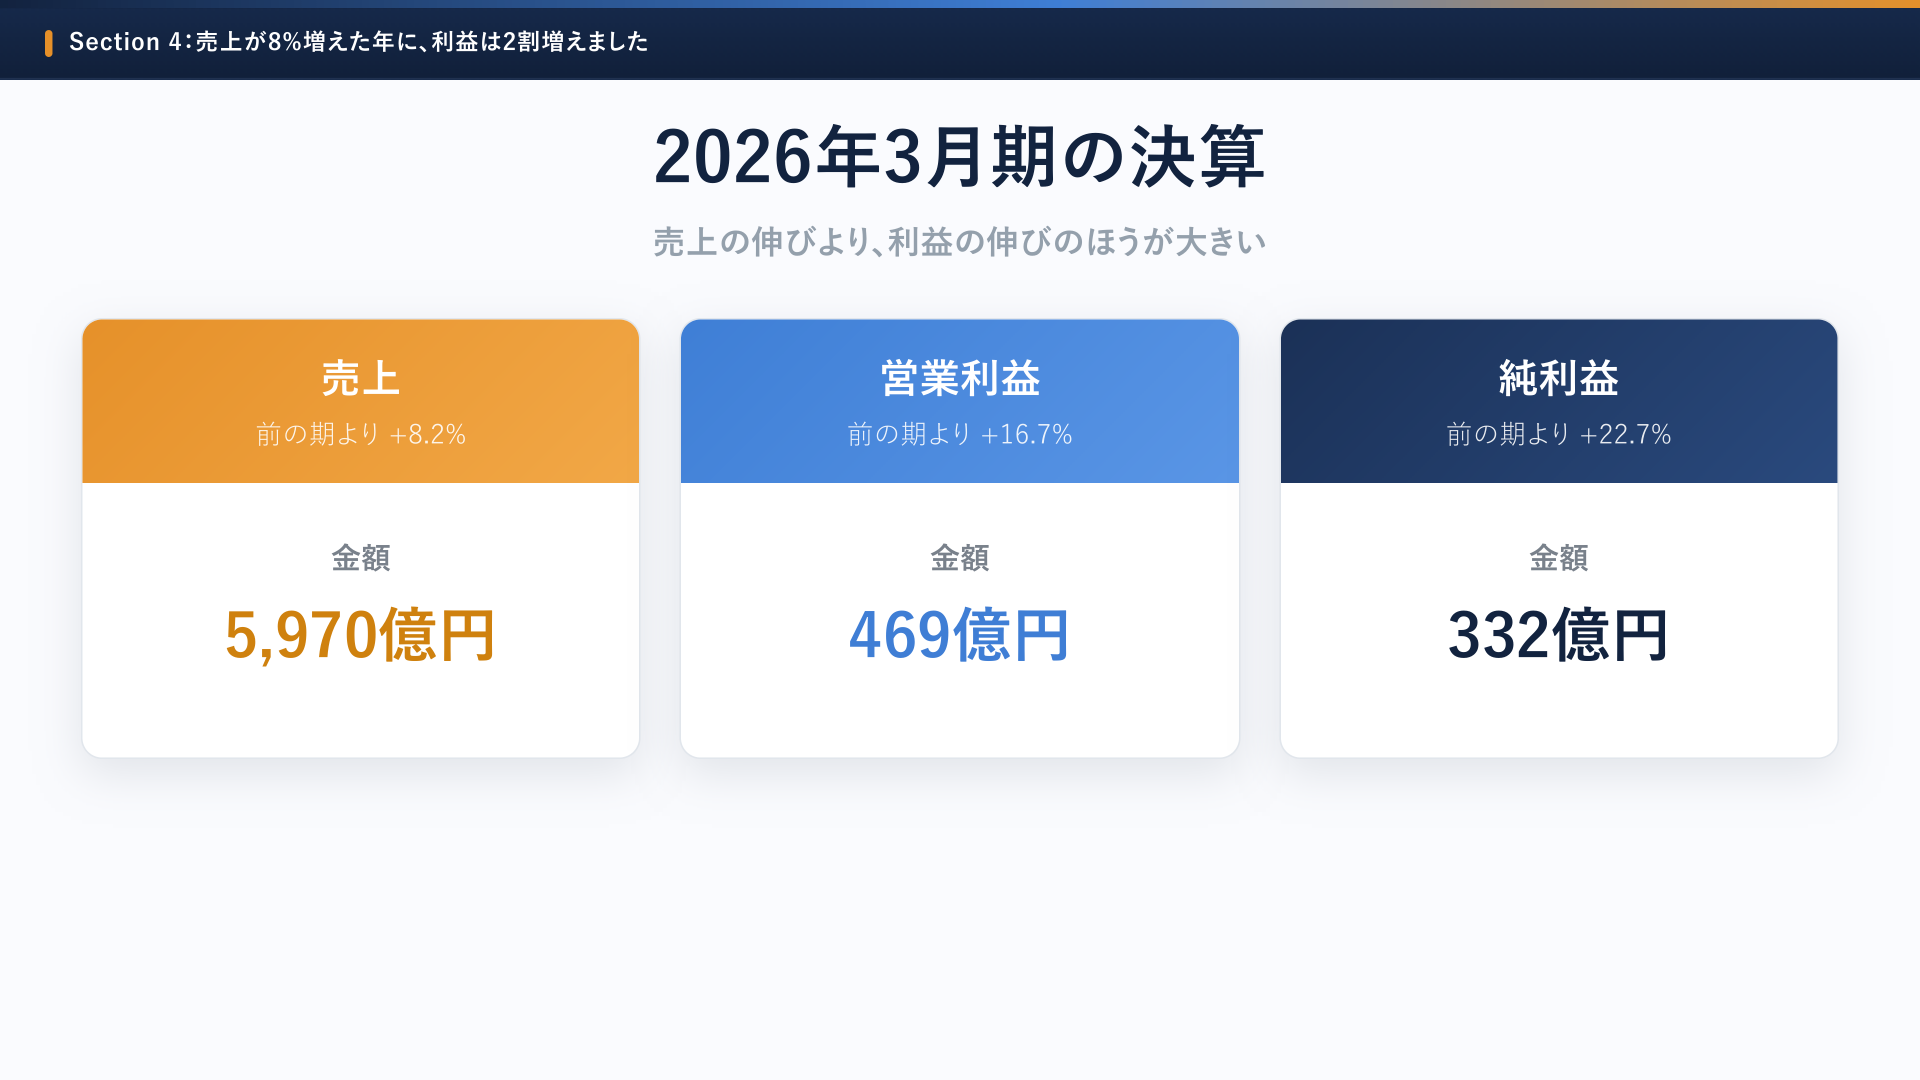 Section 4：売上が8%増えた年に、利益は2割増えました
2026年3月期の決算
売上の伸びより、利益の伸びのほうが大きい
売上
前の期より +8.2%
金額
5,970億円
営業利益
前の期より +16.7%
金額
469億円
純利益
前の期より +22.7%
金額
332億円